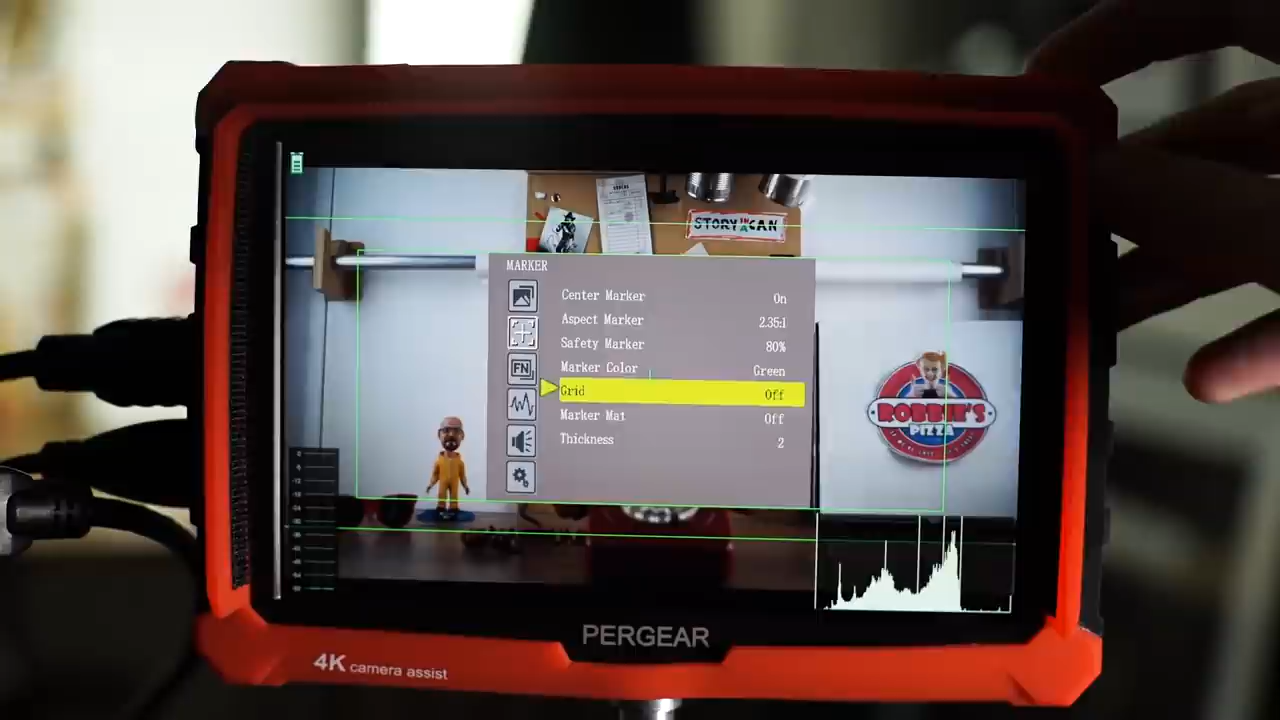 STORY IN A CAN
MARKER
Center Marker On
Aspect Marker 2.35:1
Safety Marker 80%
Marker Color Green
FN
Grid Off
Marker Mat Off
Thickness 2
ROBBIE'S
PIZZA
PERGEAR
4K camera assist